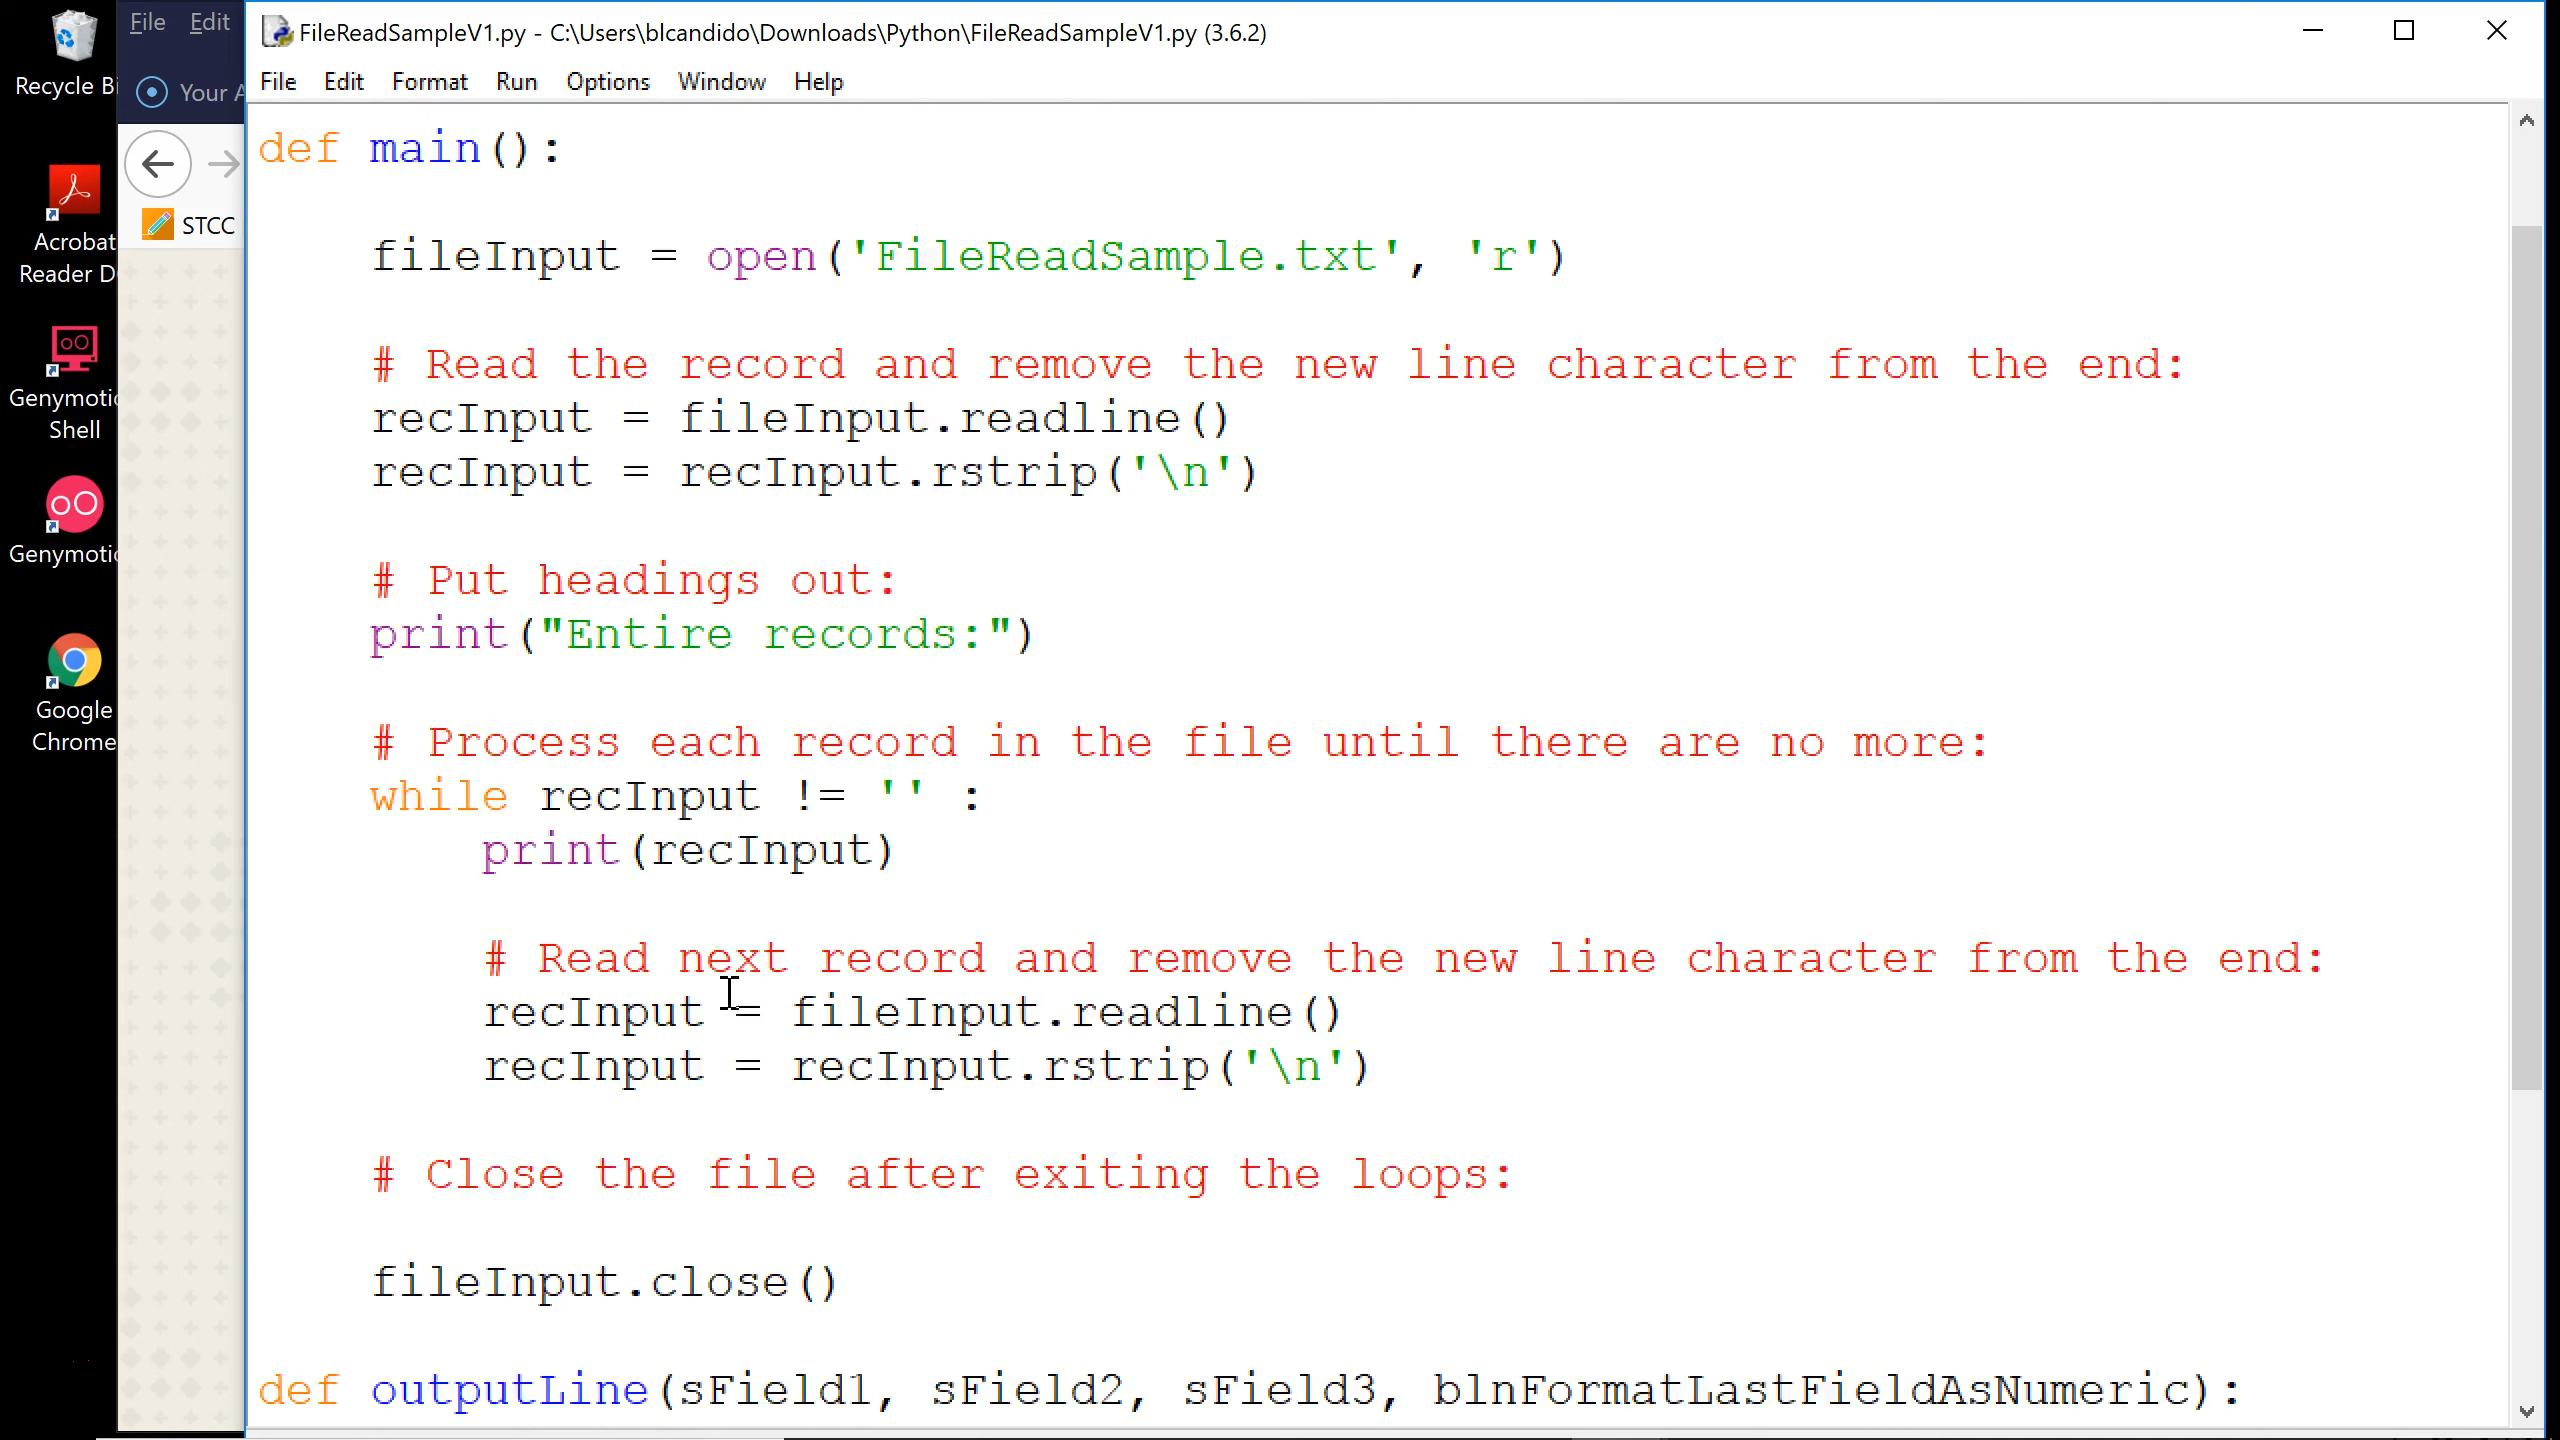 Recycle Bi
Acrobat
Reader D
Genymotio
Shell
Genymotio
Google
Chrome
File Edit
Your A
STCC
FileReadSampleV1.py - C:\Users\blcandido\Downloads\Python\FileReadSampleV1.py (3.6.2)
File Edit Format Run Options Window Help
def main():
fileInput = open('FileReadSample.txt', 'r')
# Read the record and remove the new line character from the end:
recInput = fileInput.readline()
recInput = recInput.rstrip('\n')
# Put headings out:
print("Entire records:")
# Process each record in the file until there are no more:
while recInput != '' :
print(recInput)
# Read next record and remove the new line character from the end:
recInput = fileInput.readline()
recInput = recInput.rstrip('\n')
# Close the file after exiting the loops:
fileInput.close()
def outputLine(sField1, sField2, sField3, blnFormatLastFieldAsNumeric):